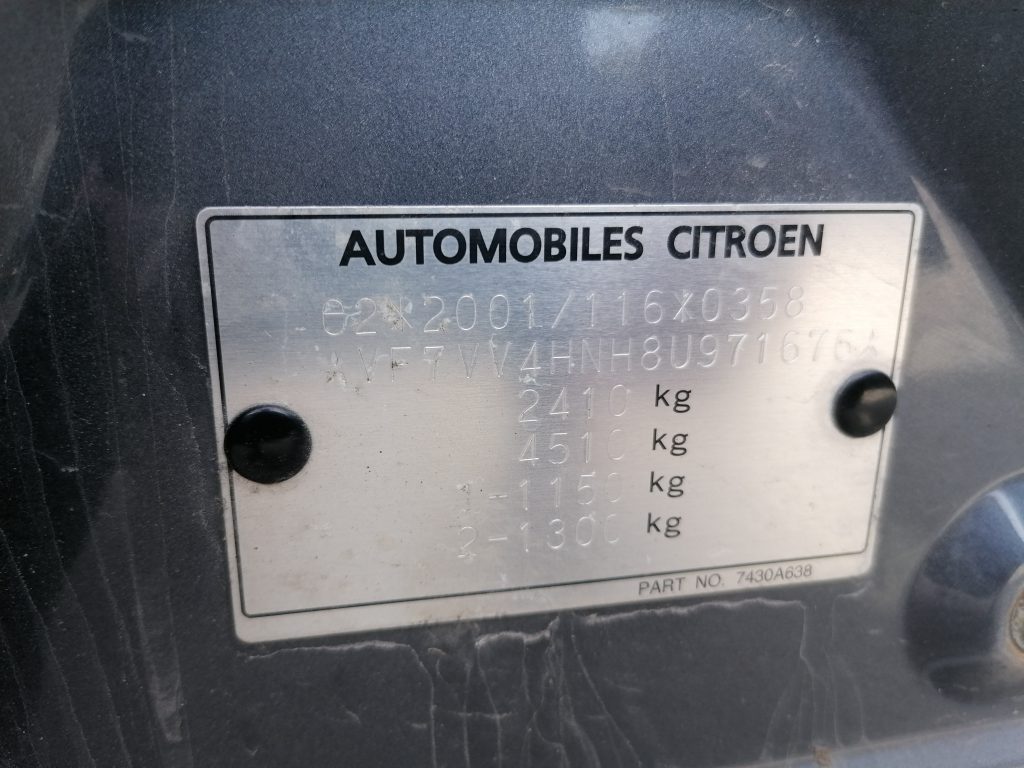 AUTOMOBILES CITROEN
e2*2001/116*0358
*VF7VV4HNH8U971676*
2410 kg
4510 kg
1-1150 kg
2-1300 kg
PART NO. 7430A638